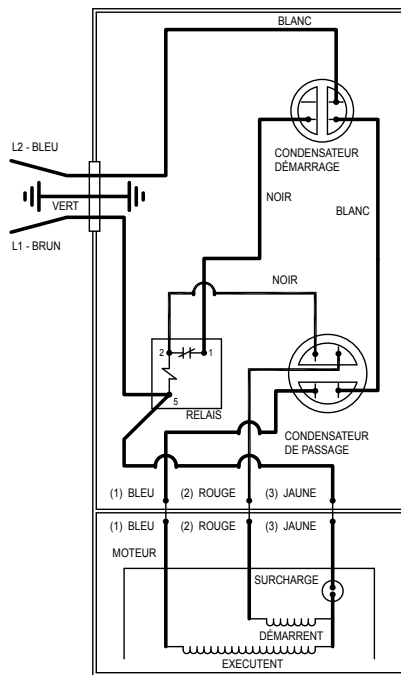 BLANC
L2 - BLEU
CONDENSATEUR
DÉMARRAGE
VERT
NOIR
BLANC
L1 - BRUN
NOIR
2
1
5
RELAIS
CONDENSATEUR
DE PASSAGE
(1) BLEU (2) ROUGE (3) JAUNE
(1) BLEU (2) ROUGE (3) JAUNE
MOTEUR
SURCHARGE
DÉMARRENT
EXECUTENT